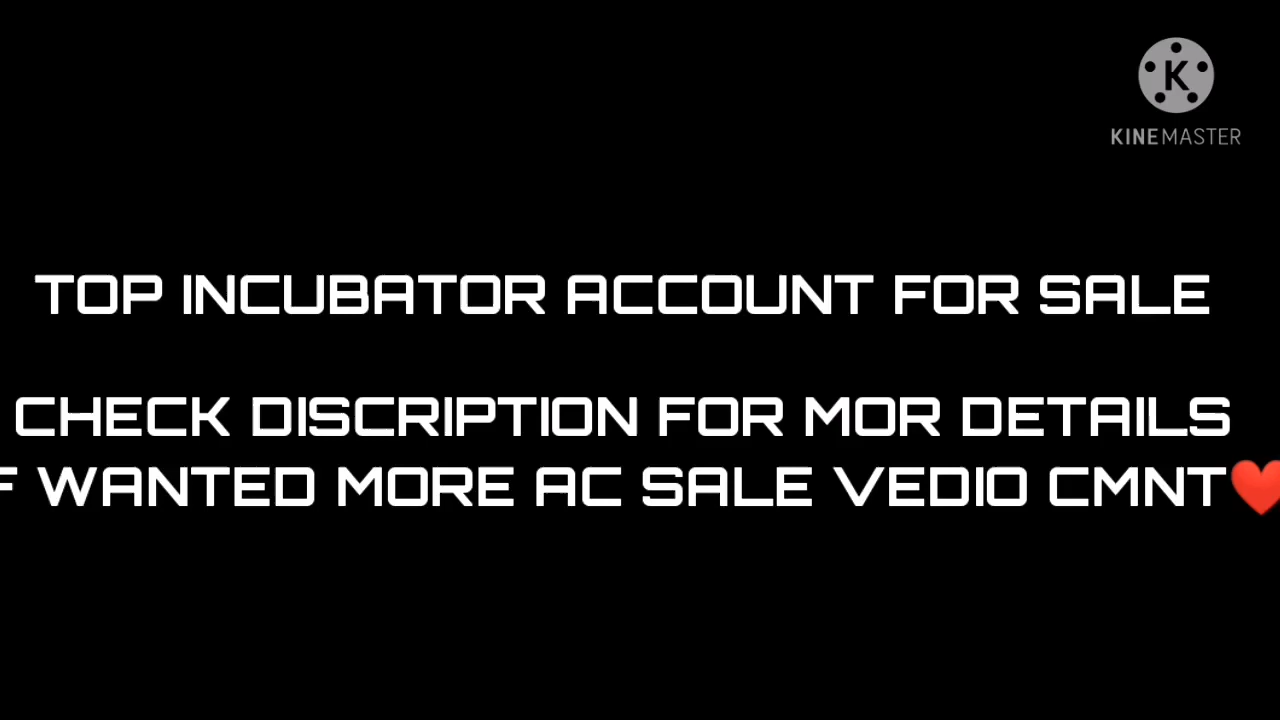 K
KINEMASTER
TOP INCUBATOR ACCOUNT FOR SALE
CHECK DISCRIPTION FOR MOR DETAILS
F WANTED MORE AC SALE VEDIO CMNT❤️